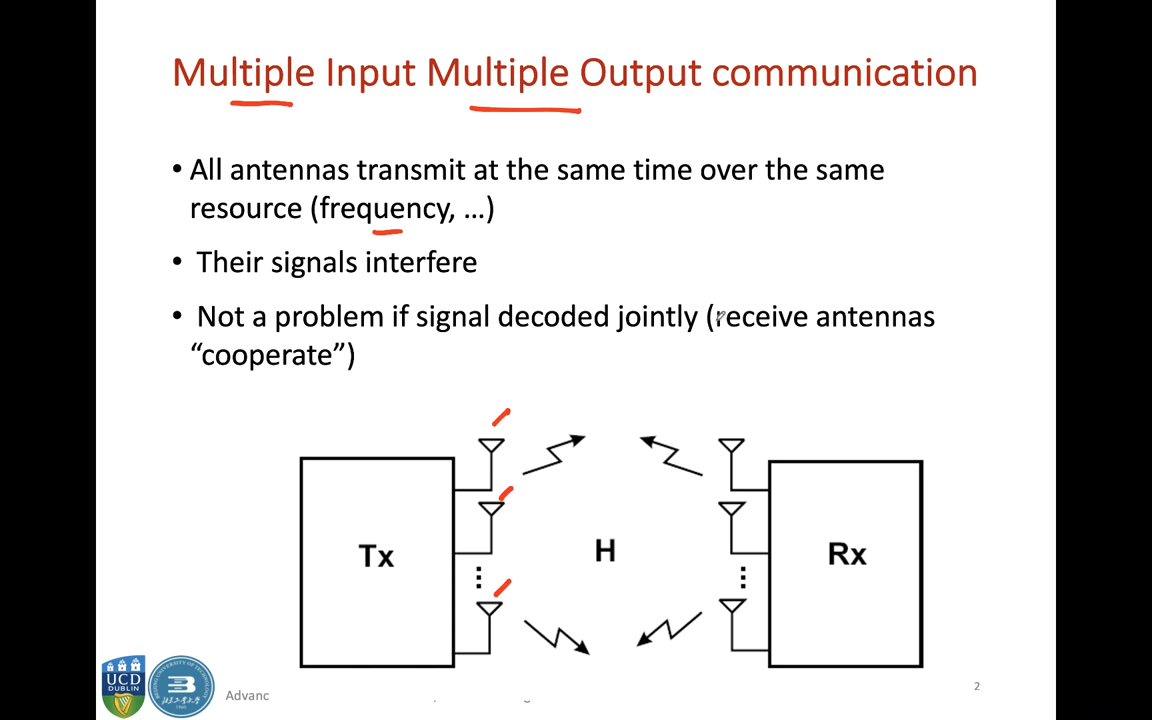 Multiple Input Multiple Output communication
• All antennas transmit at the same time over the same
resource (frequency, …)
• Their signals interfere
• Not a problem if signal decoded jointly (receive antennas
“cooperate”)
Tx
H
Rx
UCD
DUBLIN
Advanc
2